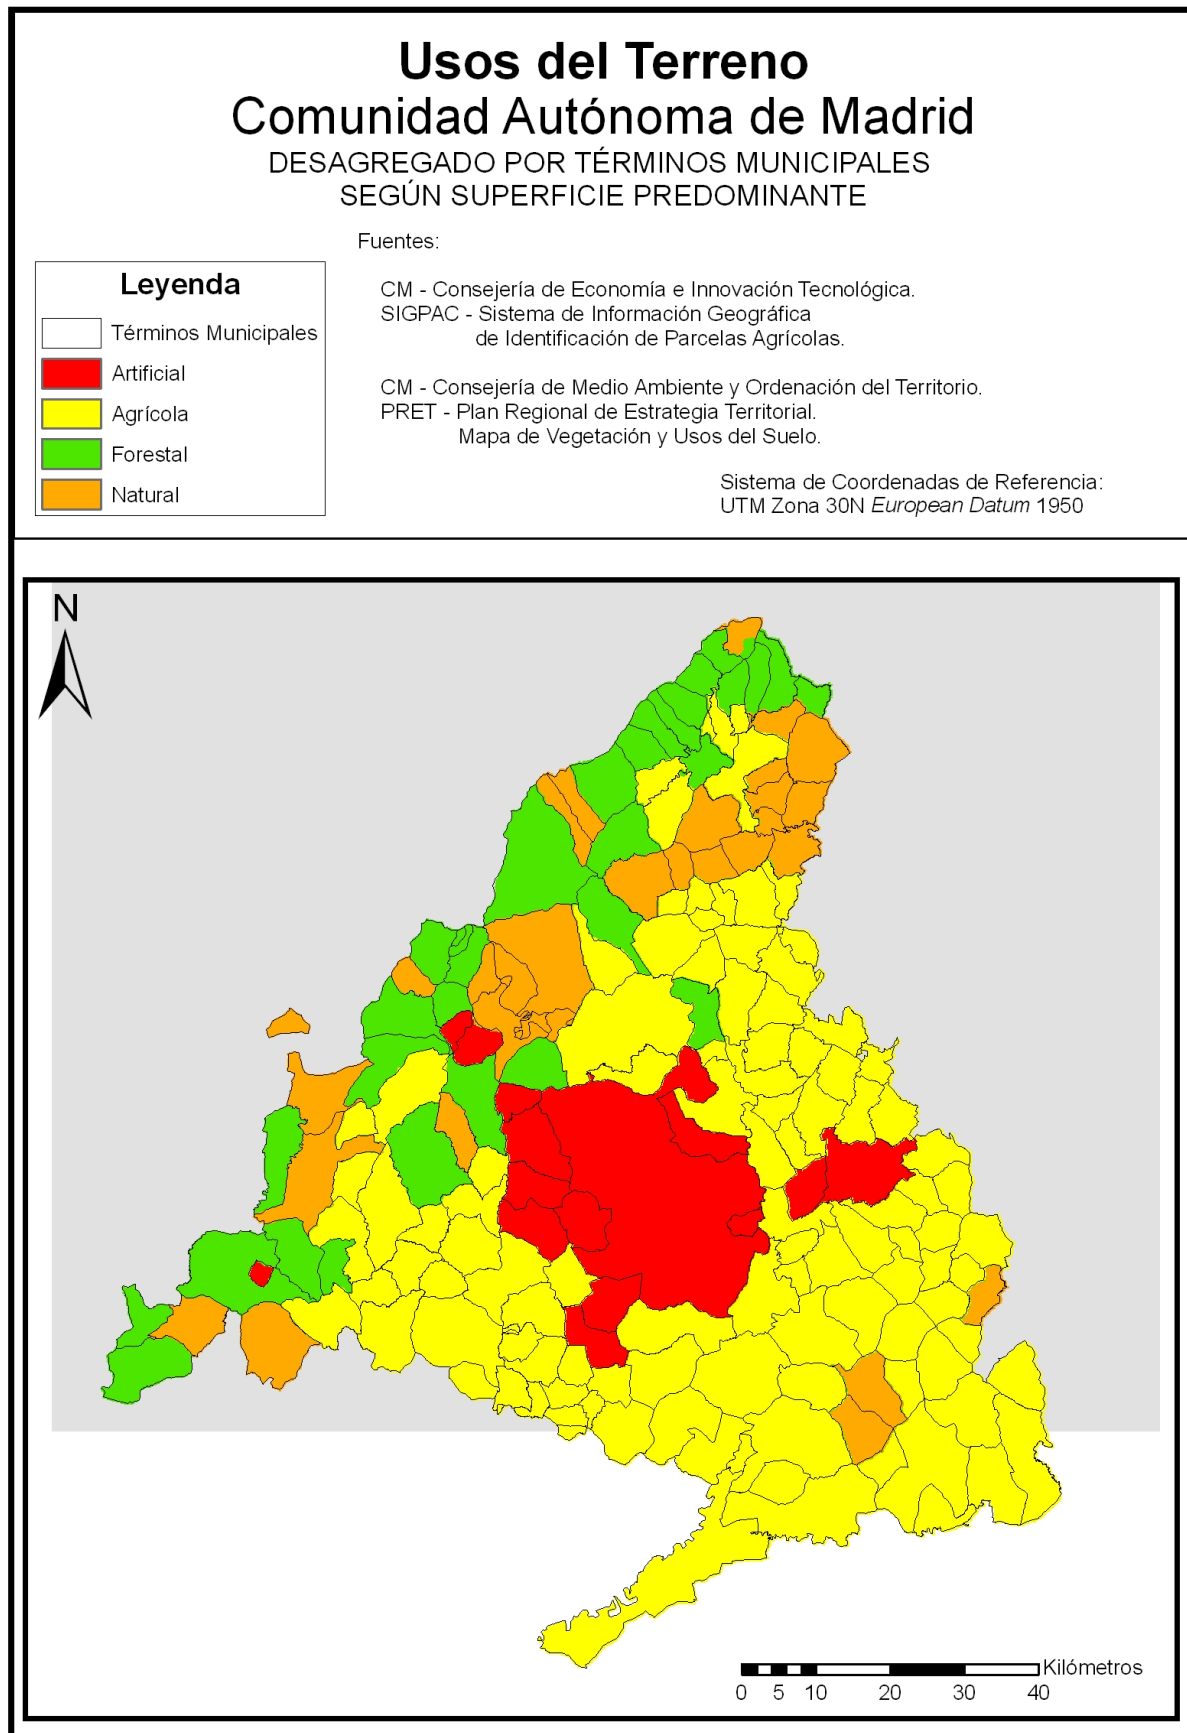 Usos del Terreno
Comunidad Autónoma de Madrid
DESAGREGADO POR TÉRMINOS MUNICIPALES
SEGÚN SUPERFICIE PREDOMINANTE
Fuentes:
CM - Consejería de Economía e Innovación Tecnológica.
SIGPAC - Sistema de Información Geográfica
de Identificación de Parcelas Agrícolas.
CM - Consejería de Medio Ambiente y Ordenación del Territorio.
PRET - Plan Regional de Estrategia Territorial.
Mapa de Vegetación y Usos del Suelo.
Sistema de Coordenadas de Referencia:
UTM Zona 30N European Datum 1950
Leyenda
Términos Municipales
Artificial
Agrícola
Forestal
Natural
N
Kilómetros
0 5 10 20 30 40